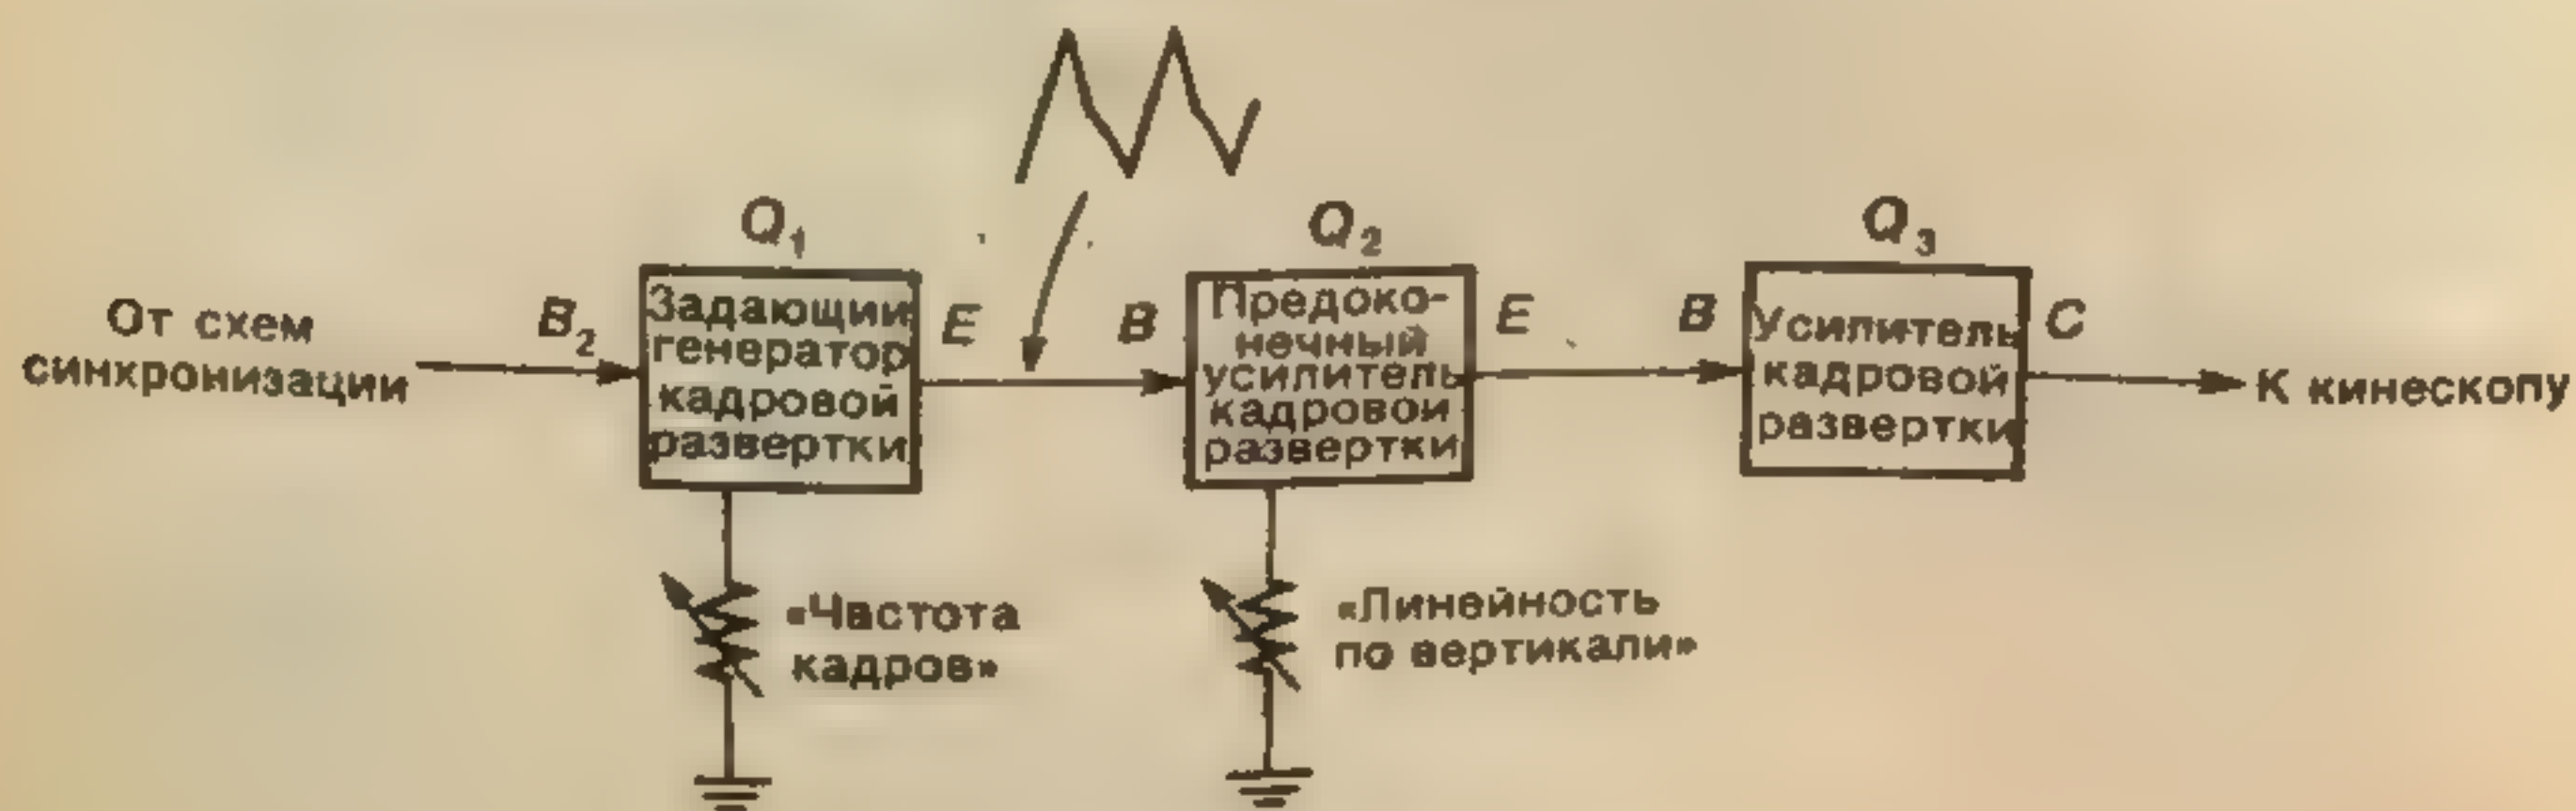 Q₁
Q₂
Q₃
От схем
синхронизации
B₂
Задающий
генератор
кадровой
развертки
E
B
Предоко-
нечный
усилитель
кадровой
развертки
E
B
Усилитель
кадровой
развертки
C
К кинескопу
«Частота
кадров»
«Линейность
по вертикали»